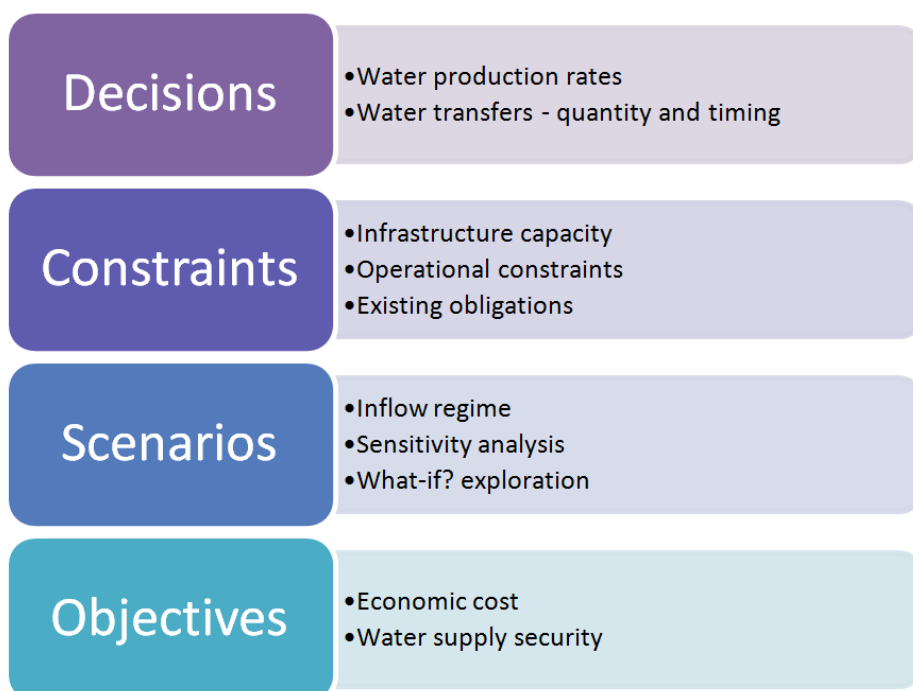 Decisions
•Water production rates
•Water transfers - quantity and timing
Constraints
•Infrastructure capacity
•Operational constraints
•Existing obligations
Scenarios
•Inflow regime
•Sensitivity analysis
•What-if? exploration
Objectives
•Economic cost
•Water supply security